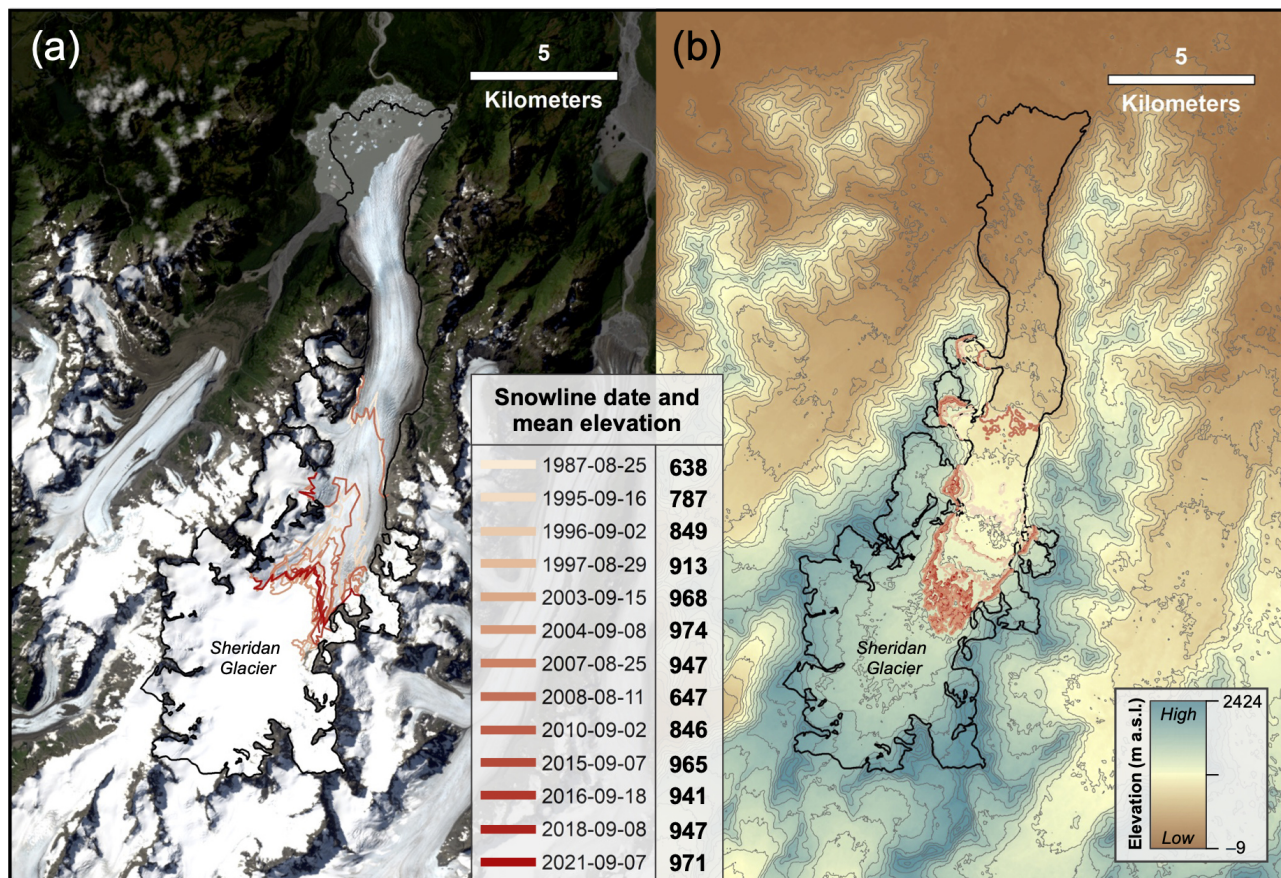 (a)
5
Kilometers
Sheridan
Glacier
Snowline date and
mean elevation
1987-08-25 638
1995-09-16 787
1996-09-02 849
1997-08-29 913
2003-09-15 968
2004-09-08 974
2007-08-25 947
2008-08-11 647
2010-09-02 846
2015-09-07 965
2016-09-18 941
2018-09-08 947
2021-09-07 971
(b)
5
Kilometers
Sheridan
Glacier
Elevation (m a.s.l.)
High
2424
Low
–9